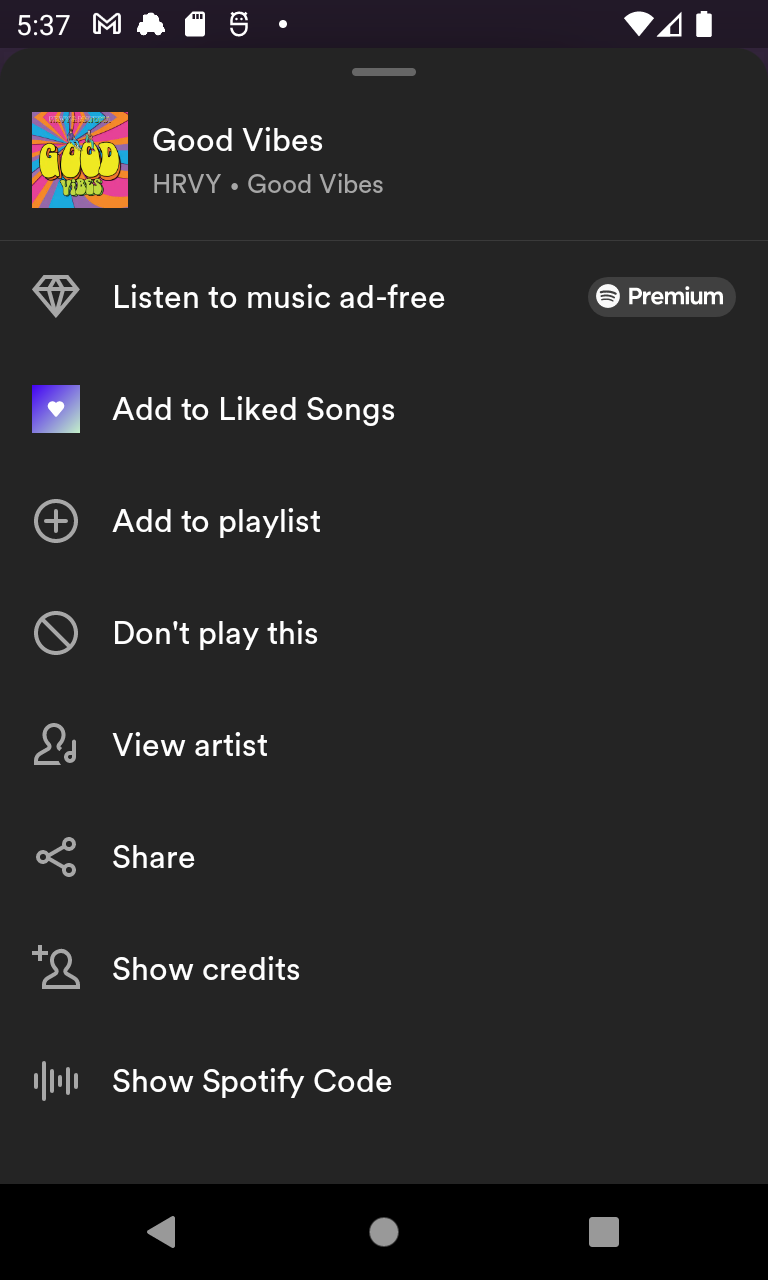 5:37
GOOD
VIBES
Good Vibes
HRVY • Good Vibes
Listen to music ad-free
Premium
Add to Liked Songs
Add to playlist
Don't play this
View artist
Share
Show credits
Show Spotify Code